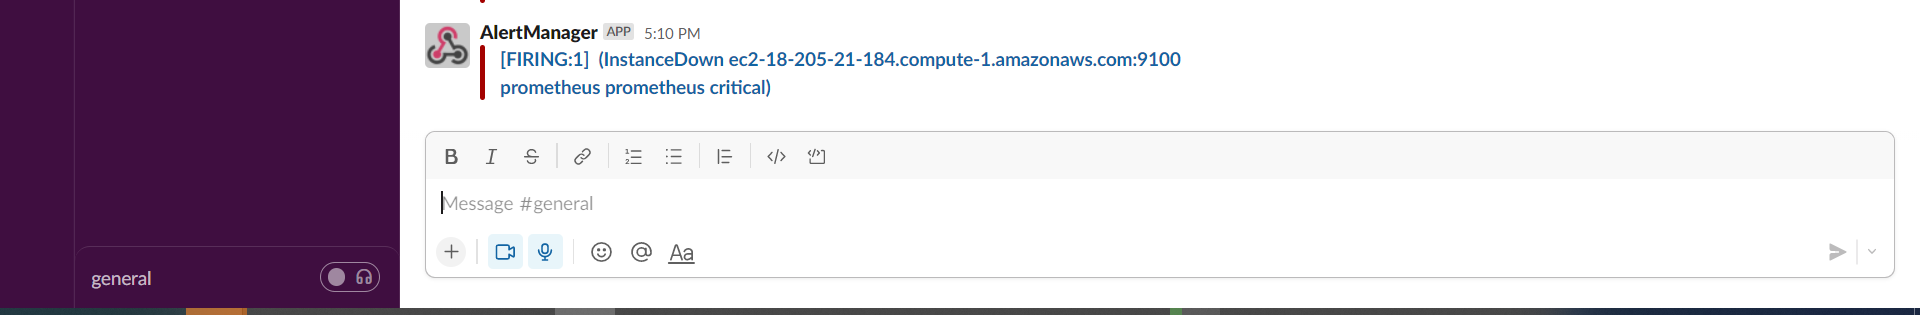 AlertManager APP 5:10 PM
[FIRING:1] (InstanceDown ec2-18-205-21-184.compute-1.amazonaws.com:9100
prometheus prometheus critical)
B I S
Message #general
Aa
general